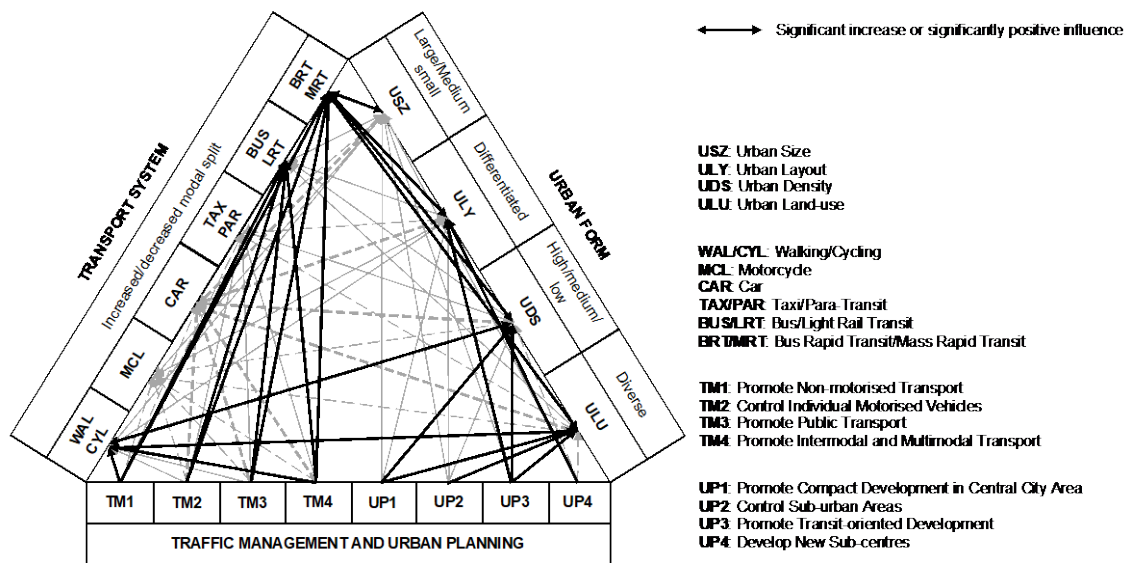 TRANSPORT SYSTEM
Increased/decreased modal split
BRT
MRT
BUS
LRT
TAX
PAR
CAR
MCL
WAL
CYL
URBAN FORM
Large/Medium
small
Differentiated
High/medium/
low
Diverse
USZ
ULY
UDS
ULU
TM1
TM2
TM3
TM4
UP1
UP2
UP3
UP4
TRAFFIC MANAGEMENT AND URBAN PLANNING
Significant increase or significantly positive influence
USZ: Urban Size
ULY: Urban Layout
UDS: Urban Density
ULU: Urban Land-use
WAL/CYL: Walking/Cycling
MCL: Motorcycle
CAR: Car
TAX/PAR: Taxi/Para-Transit
BUS/LRT: Bus/Light Rail Transit
BRT/MRT: Bus Rapid Transit/Mass Rapid Transit
TM1: Promote Non-motorised Transport
TM2: Control Individual Motorised Vehicles
TM3: Promote Public Transport
TM4: Promote Intermodal and Multimodal Transport
UP1: Promote Compact Development in Central City Area
UP2: Control Sub-urban Areas
UP3: Promote Transit-oriented Development
UP4: Develop New Sub-centres